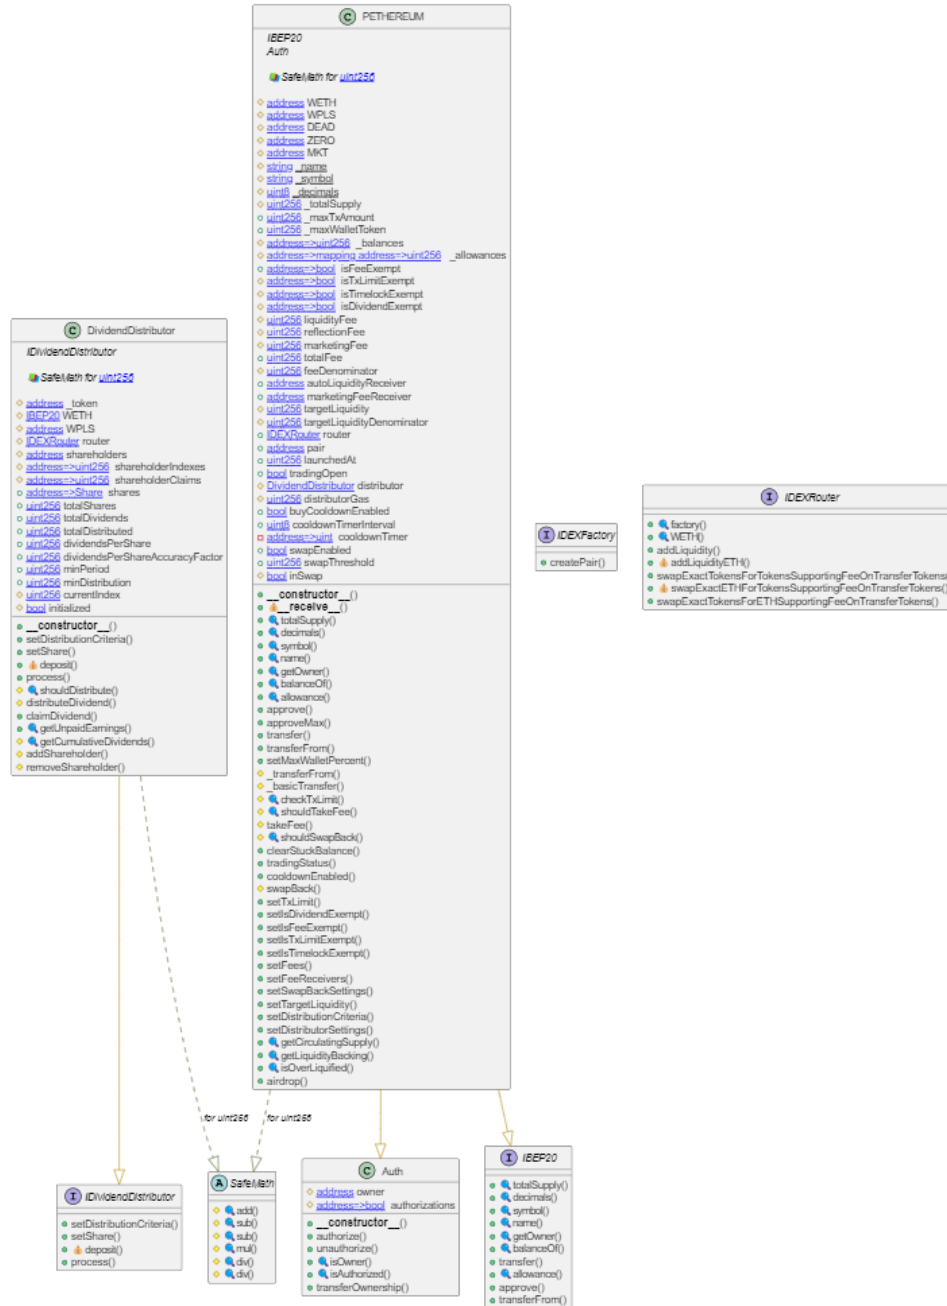 C PETHEREUM
IBEP20
Auth
SafeMath for uint256
address WETH
address WPLS
address DEAD
address ZERO
address MKT
string _name
string _symbol
uint8 _decimals
uint256 _totalSupply
uint256 _maxTxAmount
uint256 _maxWalletToken
address=>uint256 _balances
address=>mapping address=>uint256 _allowances
address=>bool isFeeExempt
address=>bool isTxLimitExempt
address=>bool isTimelockExempt
address=>bool isDividendExempt
uint256 liquidityFee
uint256 reflectionFee
uint256 marketingFee
uint256 totalFee
uint256 feeDenominator
address autoLiquidityReceiver
address marketingFeeReceiver
uint256 targetLiquidity
uint256 targetLiquidityDenominator
IDEXRouter router
address pair
uint256 launchedAt
bool tradingOpen
DividendDistributor distributor
uint256 distributorGas
bool buyCooldownEnabled
uint8 cooldownTimerInterval
address=>uint cooldownTimer
bool swapEnabled
uint256 swapThreshold
bool inSwap
__constructor__()
__receive__()
totalSupply()
decimals()
symbol()
name()
getOwner()
balanceOf()
allowance()
approve()
approveMax()
transfer()
transferFrom()
setMaxWalletPercent()
_transferFrom()
_basicTransfer()
checkTxLimit()
shouldTakeFee()
takeFee()
shouldSwapBack()
clearStuckBalance()
tradingStatus()
cooldownEnabled()
swapBack()
setTxLimit()
setIsDividendExempt()
setIsFeeExempt()
setIsTxLimitExempt()
setIsTimelockExempt()
setFees()
setFeeReceivers()
setSwapBackSettings()
setTargetLiquidity()
setDistributionCriteria()
setDistributorSettings()
getCirculatingSupply()
getLiquidityBacking()
isOverLiquified()
airdrop()
C DividendDistributor
IDividendDistributor
SafeMath for uint256
address _token
IBEP20 WETH
address WPLS
IDEXRouter router
address shareholders
address=>uint256 shareholderIndexes
address=>uint256 shareholderClaims
address=>Share shares
uint256 totalShares
uint256 totalDividends
uint256 totalDistributed
uint256 dividendsPerShare
uint256 dividendsPerShareAccuracyFactor
uint256 minPeriod
uint256 minDistribution
uint256 currentIndex
bool initialized
__constructor__()
setDistributionCriteria()
setShare()
deposit()
process()
shouldDistribute()
distributeDividend()
claimDividend()
getUnpaidEarnings()
getCumulativeDividends()
addShareholder()
removeShareholder()
I IDEXFactory
createPair()
I IDEXRouter
factory()
WETH()
addLiquidity()
addLiquidityETH()
swapExactTokensForTokensSupportingFeeOnTransferTokens(
swapExactETHForTokensSupportingFeeOnTransferTokens()
swapExactTokensForETHSupportingFeeOnTransferTokens()
for uint256
for uint256
I IDividendDistributor
setDistributionCriteria()
setShare()
deposit()
process()
A SafeMath
add()
sub()
sub()
mul()
div()
div()
C Auth
address owner
address=>bool authorizations
__constructor__()
authorize()
unauthorize()
isOwner()
isAuthorized()
transferOwnership()
I IBEP20
totalSupply()
decimals()
symbol()
name()
getOwner()
balanceOf()
transfer()
allowance()
approve()
transferFrom()